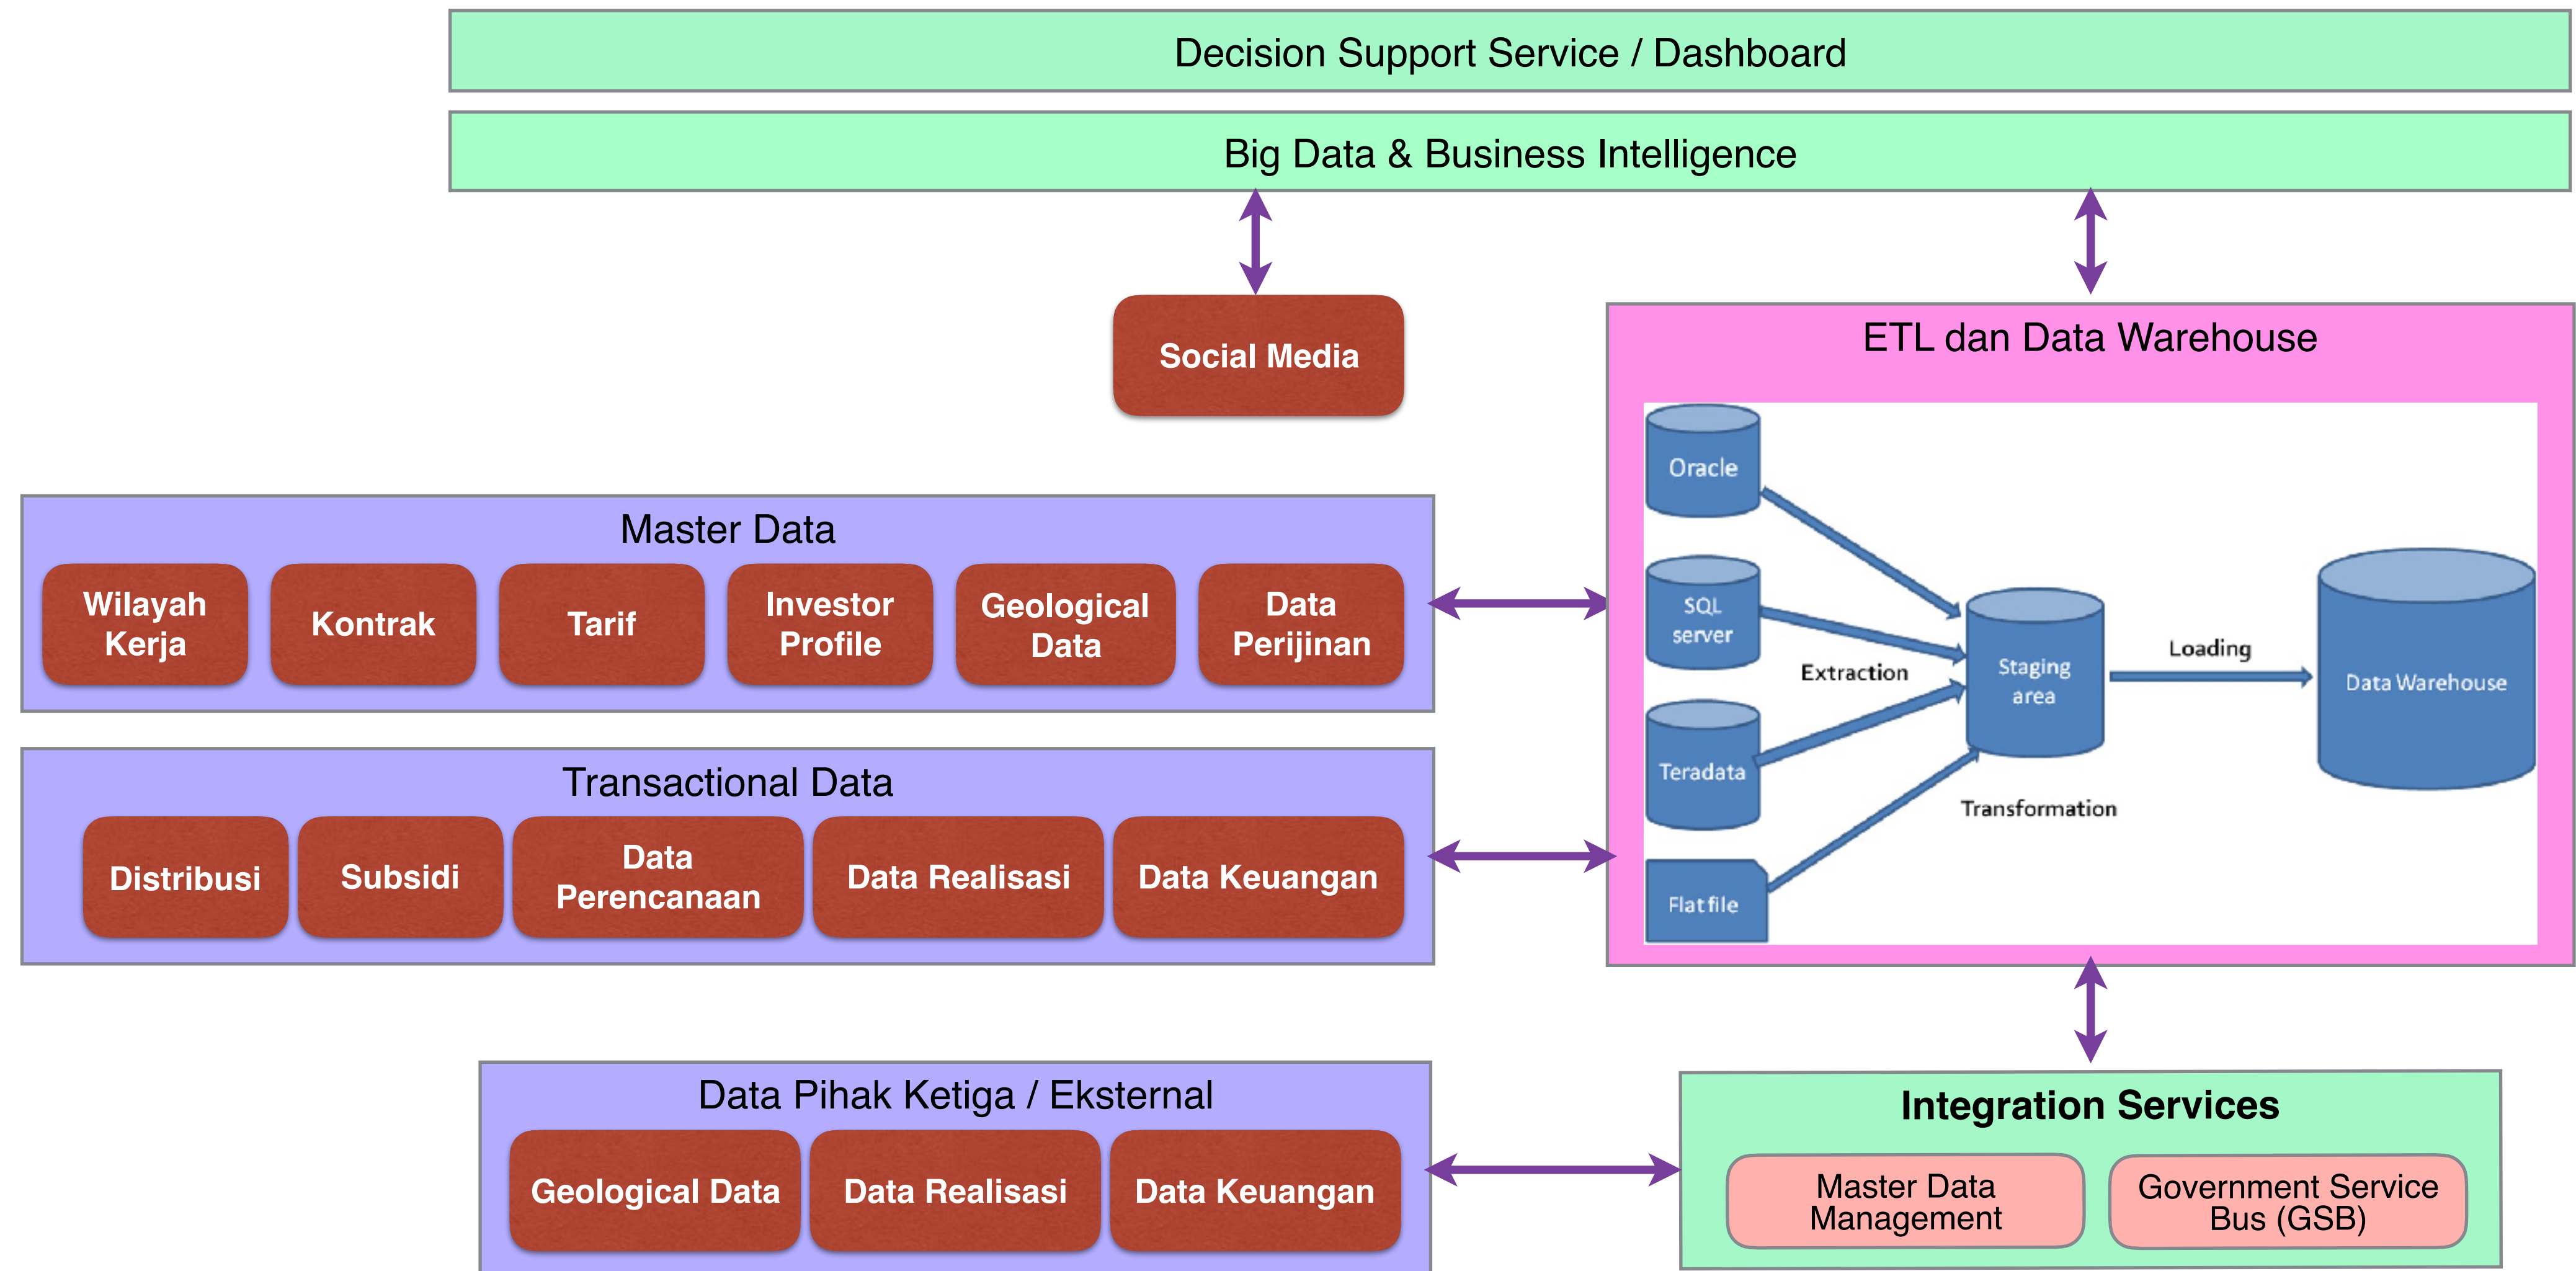 Decision Support Service / Dashboard
Big Data & Business Intelligence
Social Media
ETL dan Data Warehouse
Oracle
SQL
server
Teradata
Flat file
Extraction
Staging
area
Transformation
Loading
Data Warehouse
Master Data
Wilayah
Kerja
Kontrak
Tarif
Investor
Profile
Geological
Data
Data
Perijinan
Transactional Data
Distribusi
Subsidi
Data
Perencanaan
Data Realisasi
Data Keuangan
Data Pihak Ketiga / Eksternal
Geological Data
Data Realisasi
Data Keuangan
Integration Services
Master Data
Management
Government Service
Bus (GSB)